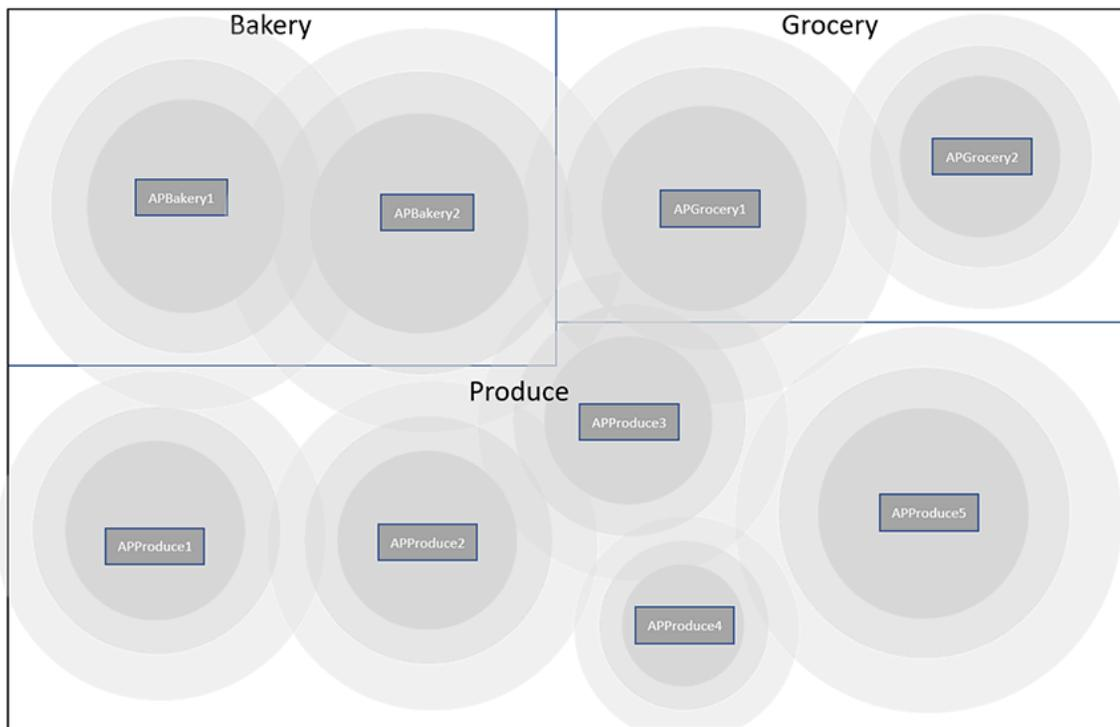 Bakery
Grocery
APBakery1
APBakery2
APGrocery1
APGrocery2
Produce
APProduce3
APProduce1
APProduce2
APProduce5
APProduce4